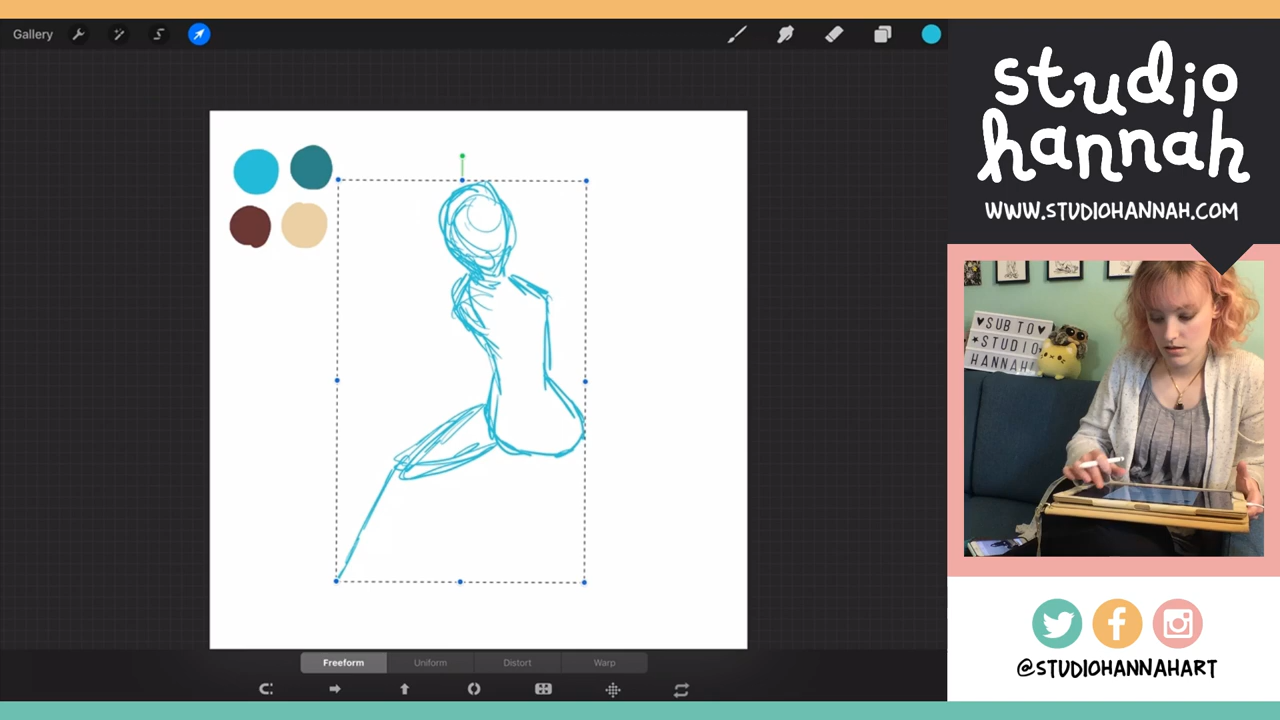 Gallery
studio
hannah
WWW.STUDIOHANNAH.COM
♥SUB TO♥
★STUDIO
HANNAH!
Freeform Uniform Distort Warp
@STUDIOHANNAHART